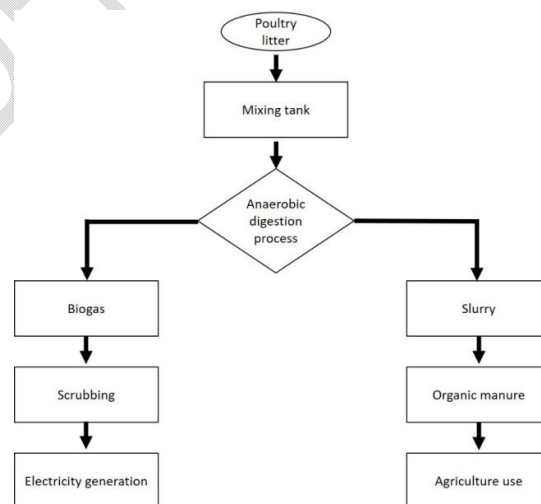 Poultry
litter
Mixing tank
Anaerobic
digestion
process
Biogas
Slurry
Scrubbing
Organic manure
Electricity generation
Agriculture use